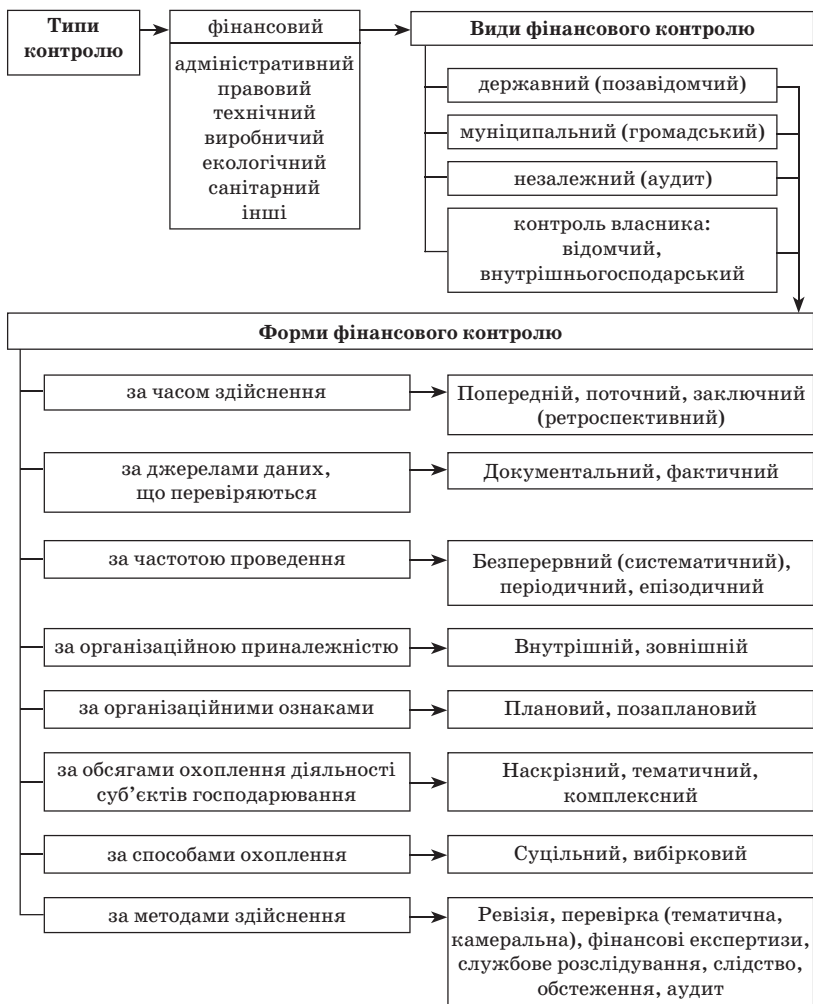 Типи
контролю
фінансовий
адміністративний
правовий
технічний
виробничий
екологічний
санітарний
інші
Види фінансового контролю
державний (позавідомчий)
муніципальний (громадський)
незалежний (аудит)
контроль власника:
відомчий,
внутрішньогосподарський
Форми фінансового контролю
за часом здійснення
Попередній, поточний, заключний
(ретроспективний)
за джерелами даних,
що перевіряються
Документальний, фактичний
за частотою проведення
Безперервний (систематичний),
періодичний, епізодичний
за організаційною приналежністю
Внутрішній, зовнішній
за організаційними ознаками
Плановий, позаплановий
за обсягами охоплення діяльності
суб’єктів господарювання
Наскрізний, тематичний,
комплексний
за способами охоплення
Суцільний, вибірковий
за методами здійснення
Ревізія, перевірка (тематична,
камеральна), фінансові експертизи,
службове розслідування, слідство,
обстеження, аудит